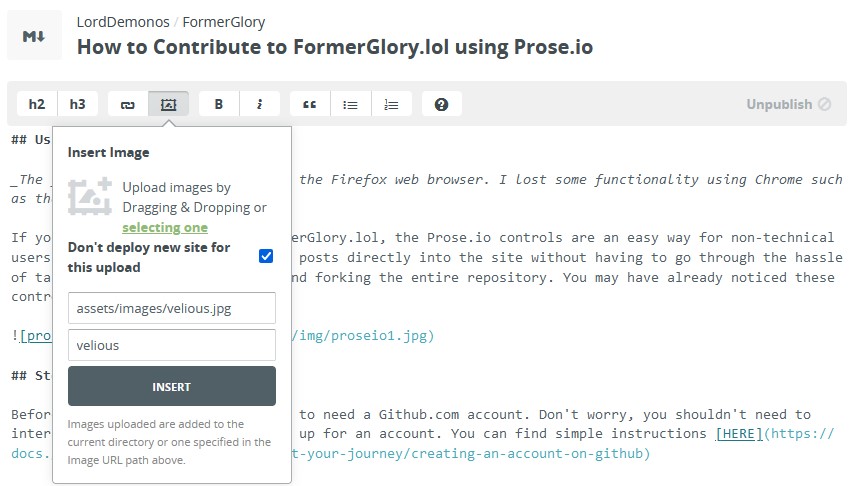 M↓
LordDemonos / FormerGlory
How to Contribute to FormerGlory.lol using Prose.io
h2 h3 B i “ ? Unpublish
## Us
Insert Image
_The the Firefox web browser. I lost some functionality using Chrome such
Upload images by
as th
Dragging & Dropping or
selecting one
If yo erGlory.lol, the Prose.io controls are an easy way for non-technical
Don't deploy new site for
users posts directly into the site without having to go through the hassle
this upload
of ta nd forking the entire repository. You may have already noticed these
contr
assets/images/velious.jpg
![pro /img/proseio1.jpg)
velious
## St
INSERT
Befor to need a Github.com account. Don't worry, you shouldn't need to
Images uploaded are added to the
inter up for an account. You can find simple instructions [HERE](https://
current directory or one specified in the
docs. t-your-journey/creating-an-account-on-github)
Image URL path above.